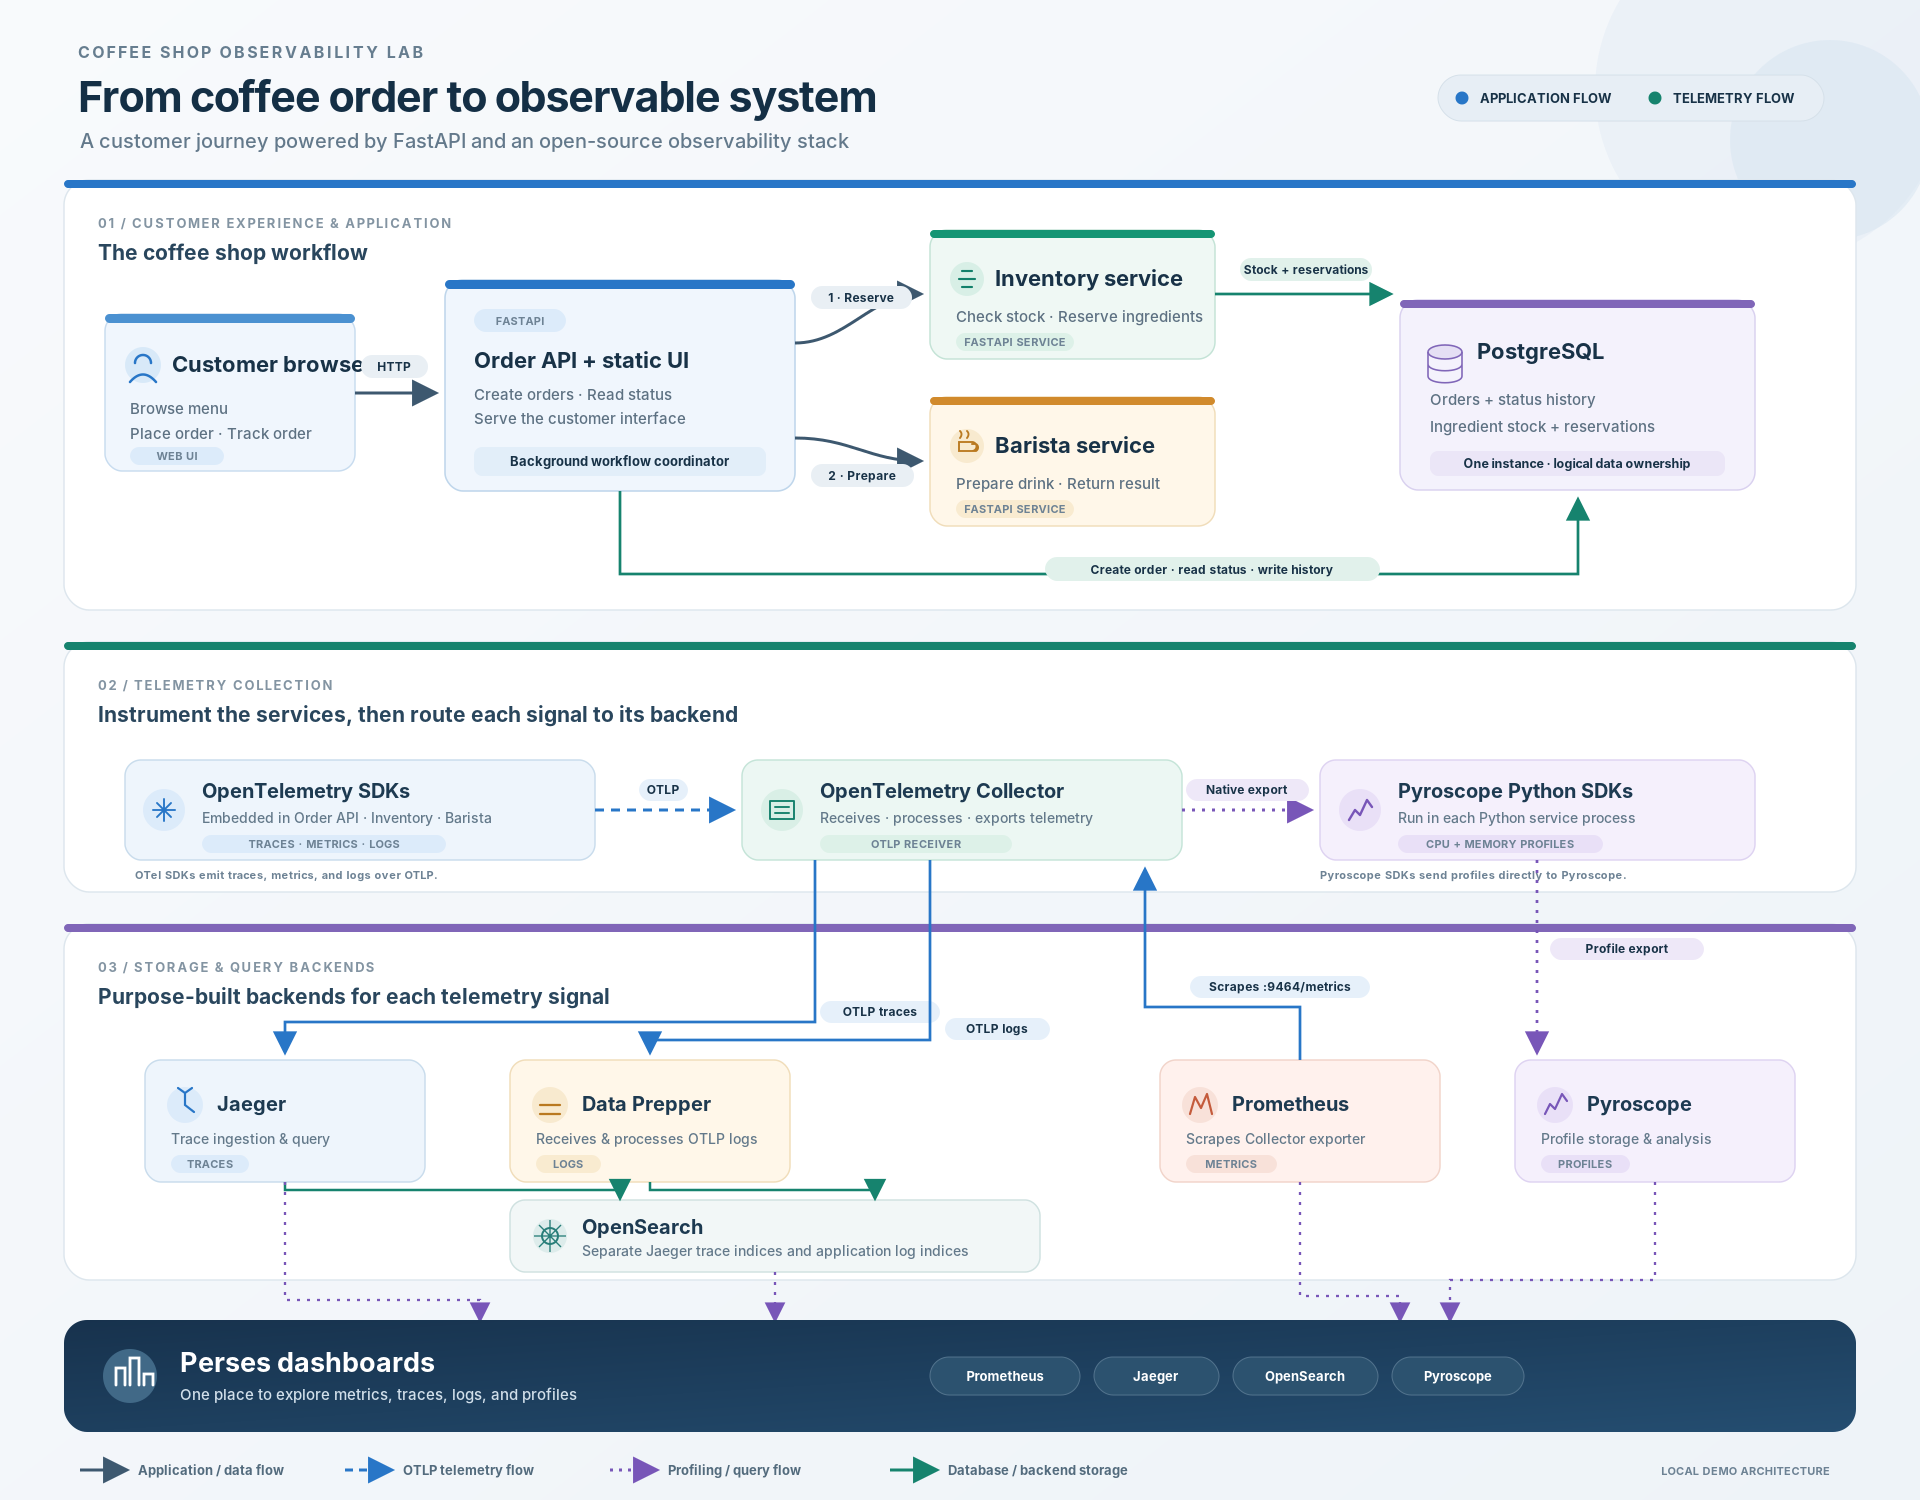 COFFEE SHOP OBSERVABILITY LAB
From coffee order to observable system
A customer journey powered by FastAPI and an open-source observability stack
APPLICATION FLOW
TELEMETRY FLOW
01 / CUSTOMER EXPERIENCE & APPLICATION
The coffee shop workflow
Customer browse
Browse menu
Place order · Track order
WEB UI
HTTP
FASTAPI
Order API + static UI
Create orders · Read status
Serve the customer interface
Background workflow coordinator
1 · Reserve
2 · Prepare
Inventory service
Check stock · Reserve ingredients
FASTAPI SERVICE
Barista service
Prepare drink · Return result
FASTAPI SERVICE
Stock + reservations
PostgreSQL
Orders + status history
Ingredient stock + reservations
One instance · logical data ownership
Create order · read status · write history
02 / TELEMETRY COLLECTION
Instrument the services, then route each signal to its backend
OpenTelemetry SDKs
Embedded in Order API · Inventory · Barista
TRACES · METRICS · LOGS
OTel SDKs emit traces, metrics, and logs over OTLP.
OTLP
OpenTelemetry Collector
Receives · processes · exports telemetry
OTLP RECEIVER
Native export
Pyroscope Python SDKs
Run in each Python service process
CPU + MEMORY PROFILES
Pyroscope SDKs send profiles directly to Pyroscope.
03 / STORAGE & QUERY BACKENDS
Purpose-built backends for each telemetry signal
OTLP traces
OTLP logs
Scrapes :9464/metrics
Profile export
Jaeger
Trace ingestion & query
TRACES
Data Prepper
Receives & processes OTLP logs
LOGS
Prometheus
Scrapes Collector exporter
METRICS
Pyroscope
Profile storage & analysis
PROFILES
OpenSearch
Separate Jaeger trace indices and application log indices
Perses dashboards
One place to explore metrics, traces, logs, and profiles
Prometheus
Jaeger
OpenSearch
Pyroscope
Application / data flow
OTLP telemetry flow
Profiling / query flow
Database / backend storage
LOCAL DEMO ARCHITECTURE